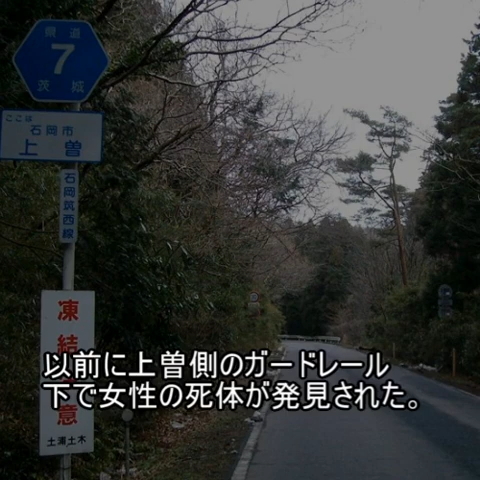 県道
7
茨城
ここは
石岡市
上曽
石岡筑西線
凍結注意
土浦土木
以前に上曽側のガードレール
下で女性の死体が発見された。